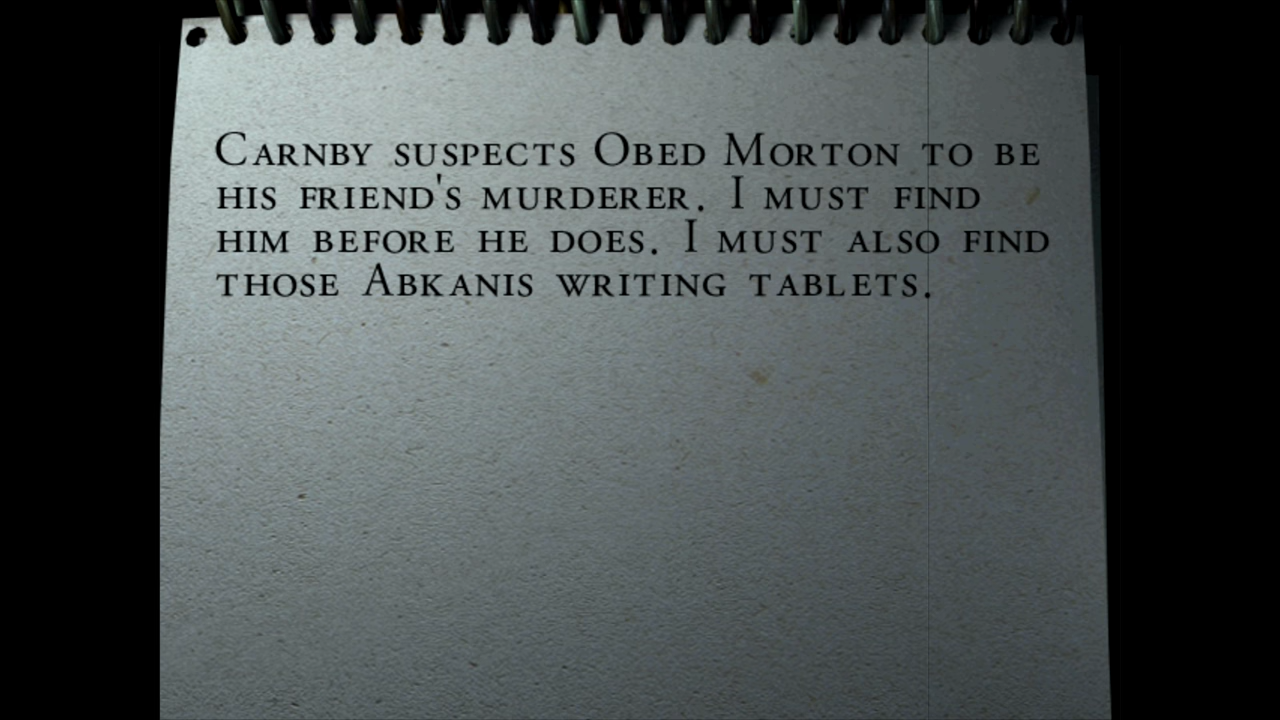 Carnby suspects Obed Morton to be
his friend's murderer. I must find
him before he does. I must also find
those Abkanis writing tablets.